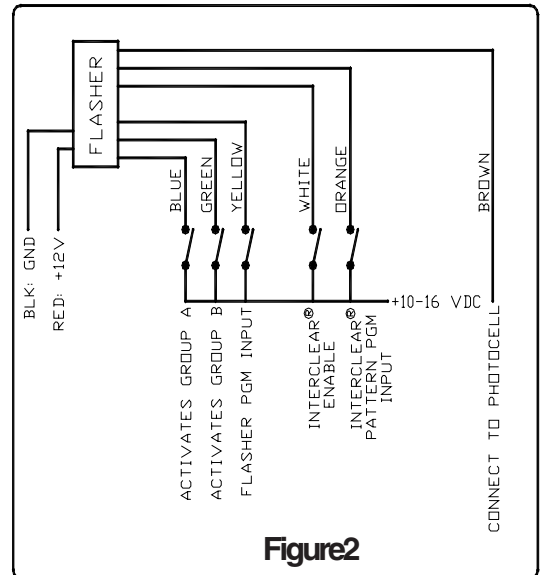 FLASHER
BLK: GND
RED: +12V
BLUE
GREEN
YELLOW
WHITE
ORANGE
BROWN
+10-16 VDC
ACTIVATES GROUP A
ACTIVATES GROUP B
FLASHER PGM INPUT
INTERCLEAR®
ENABLE
INTERCLEAR®
PATTERN PGM
INPUT
CONNECT TO PHOTOCELL
Figure2